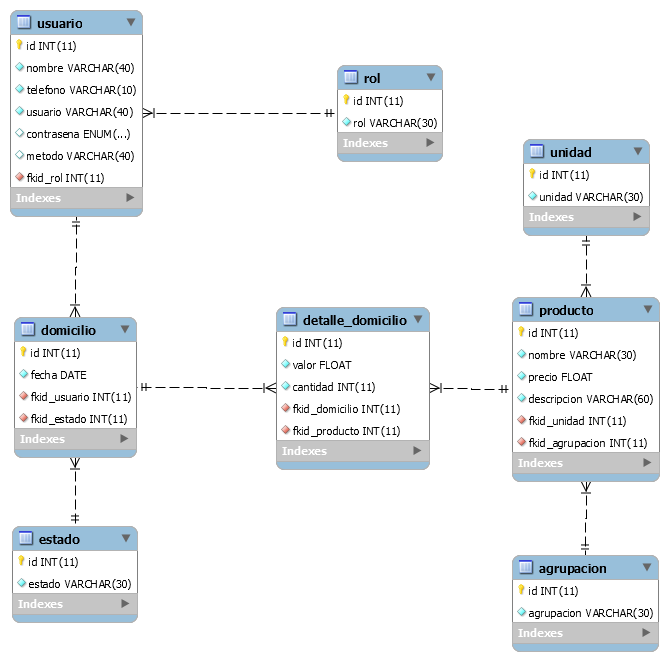 usuario
id INT(11)
nombre VARCHAR(40)
telefono VARCHAR(10)
usuario VARCHAR(40)
contrasena ENUM(...)
metodo VARCHAR(40)
fkid_rol INT(11)
Indexes
rol
id INT(11)
rol VARCHAR(30)
Indexes
unidad
id INT(11)
unidad VARCHAR(30)
Indexes
domicilio
id INT(11)
fecha DATE
fkid_usuario INT(11)
fkid_estado INT(11)
Indexes
detalle_domicilio
id INT(11)
valor FLOAT
cantidad INT(11)
fkid_domicilio INT(11)
fkid_producto INT(11)
Indexes
producto
id INT(11)
nombre VARCHAR(30)
precio FLOAT
descripcion VARCHAR(60)
fkid_unidad INT(11)
fkid_agrupacion INT(11)
Indexes
estado
id INT(11)
estado VARCHAR(30)
Indexes
agrupacion
id INT(11)
agrupacion VARCHAR(30)
Indexes